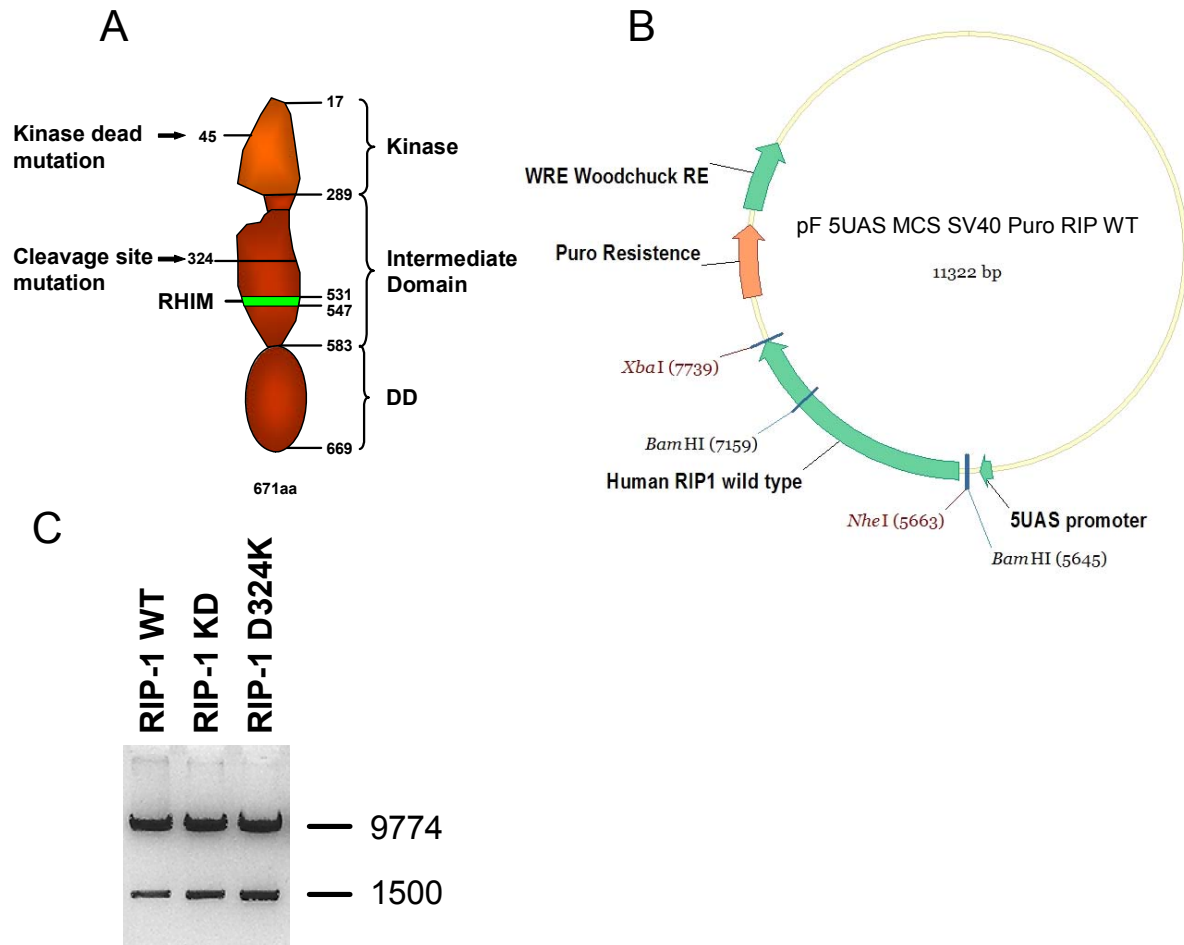 A
17
Kinase dead
mutation
45
Kinase
289
Cleavage site
mutation
324
Intermediate
Domain
RHIM
531
547
583
DD
669
671aa
B
WRE Woodchuck RE
pF 5UAS MCS SV40 Puro RIP WT
11322 bp
Puro Resistence
XbaI (7739)
BamHI (7159)
Human RIP1 wild type
NheI (5663)
5UAS promoter
BamHI (5645)
C
RIP-1 WT
RIP-1 KD
RIP-1 D324K
9774
1500